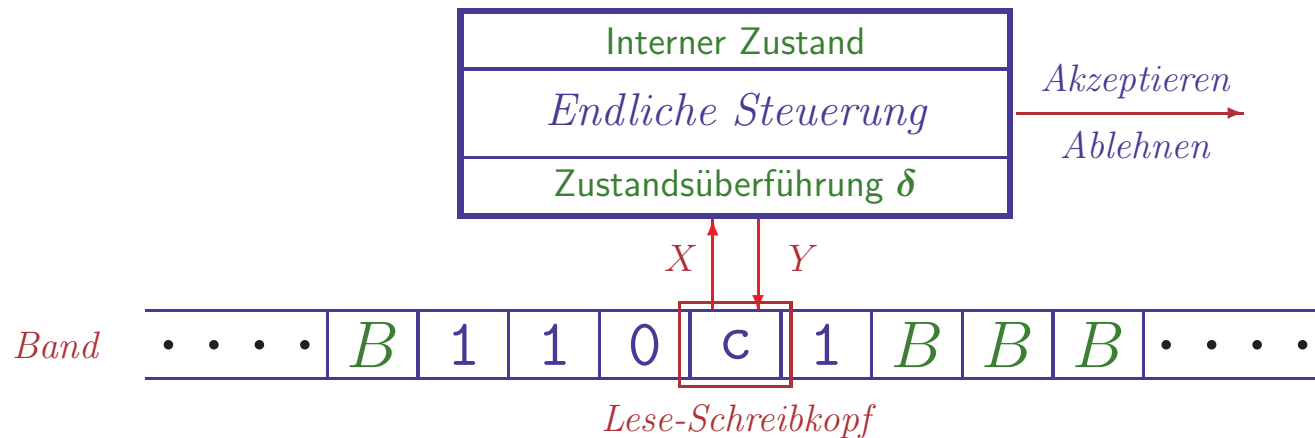 Interner Zustand
Endliche Steuerung
Zustandsüberführung δ
Akzeptieren
Ablehnen
X Y
Band · · · · B 1 1 0 c 1 B B B · · · ·
Lese-Schreibkopf